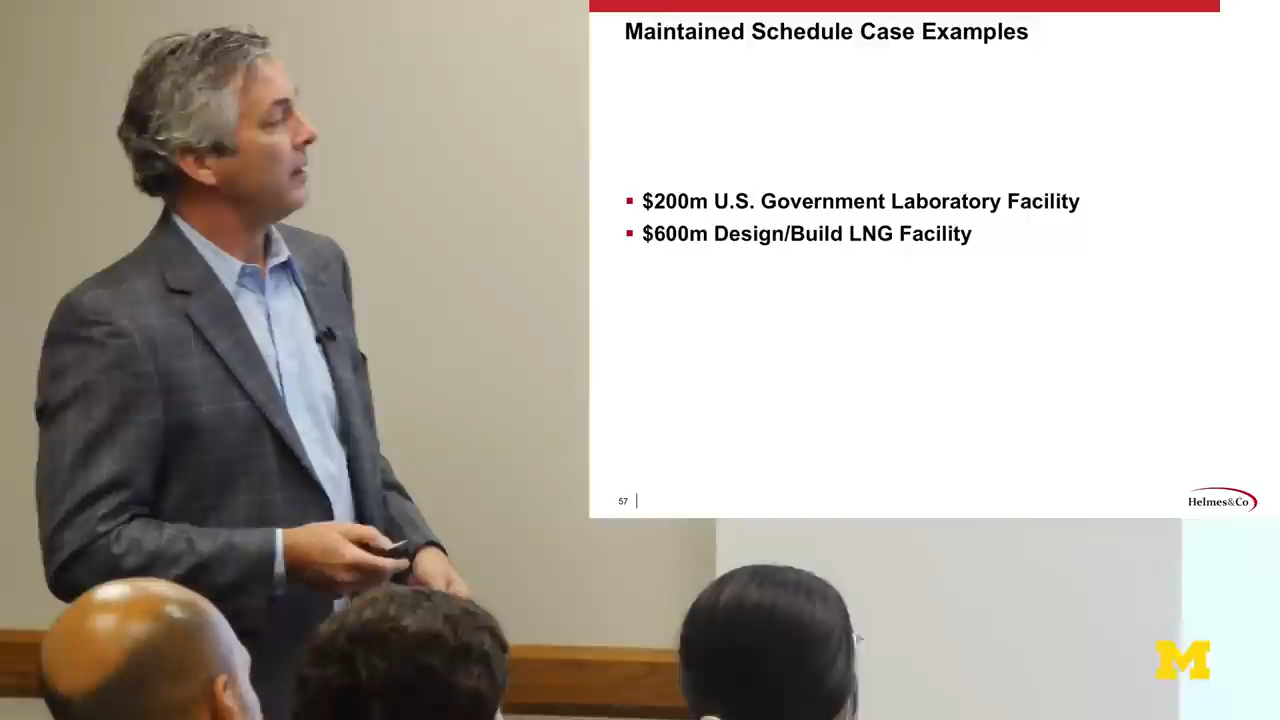 Maintained Schedule Case Examples
$200m U.S. Government Laboratory Facility
$600m Design/Build LNG Facility
57
Helmes&Co
M